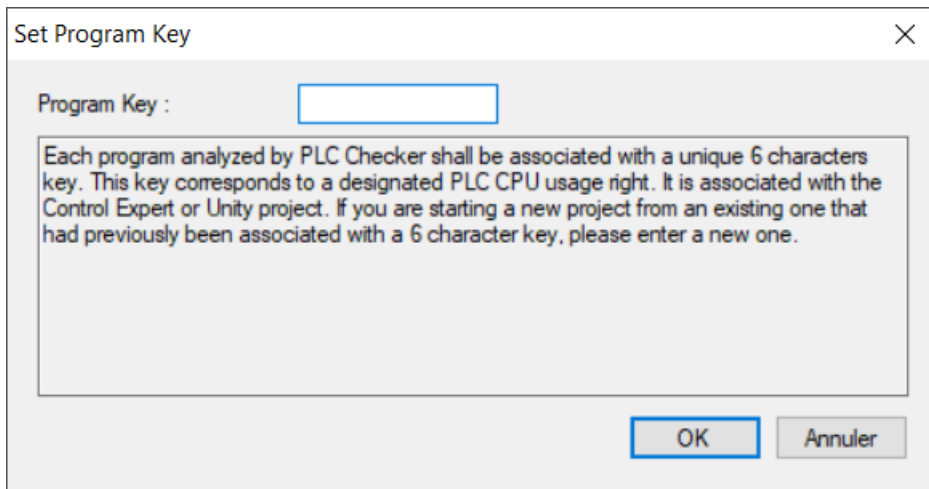 Set Program Key
Program Key :
Each program analyzed by PLC Checker shall be associated with a unique 6 characters
key. This key corresponds to a designated PLC CPU usage right. It is associated with the
Control Expert or Unity project. If you are starting a new project from an existing one that
had previously been associated with a 6 character key, please enter a new one.
OK
Annuler